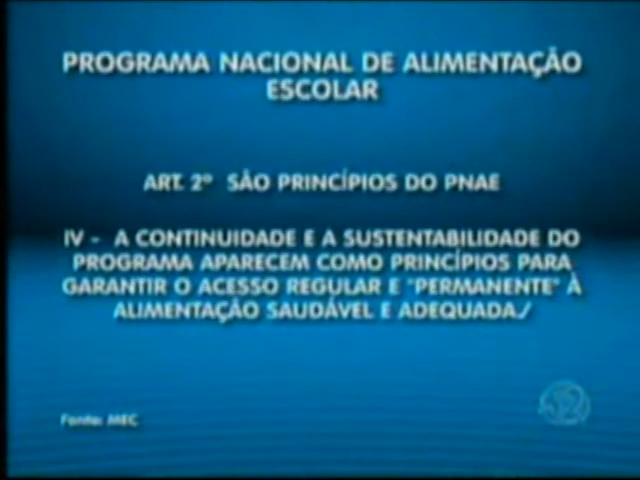 PROGRAMA NACIONAL DE ALIMENTAÇÃO
ESCOLAR
ART. 2º SÃO PRINCÍPIOS DO PNAE
IV - A CONTINUIDADE E A SUSTENTABILIDADE DO
PROGRAMA APARECEM COMO PRINCÍPIOS PARA
GARANTIR O ACESSO REGULAR E "PERMANENTE" À
ALIMENTAÇÃO SAUDÁVEL E ADEQUADA/
Fonte: MEC